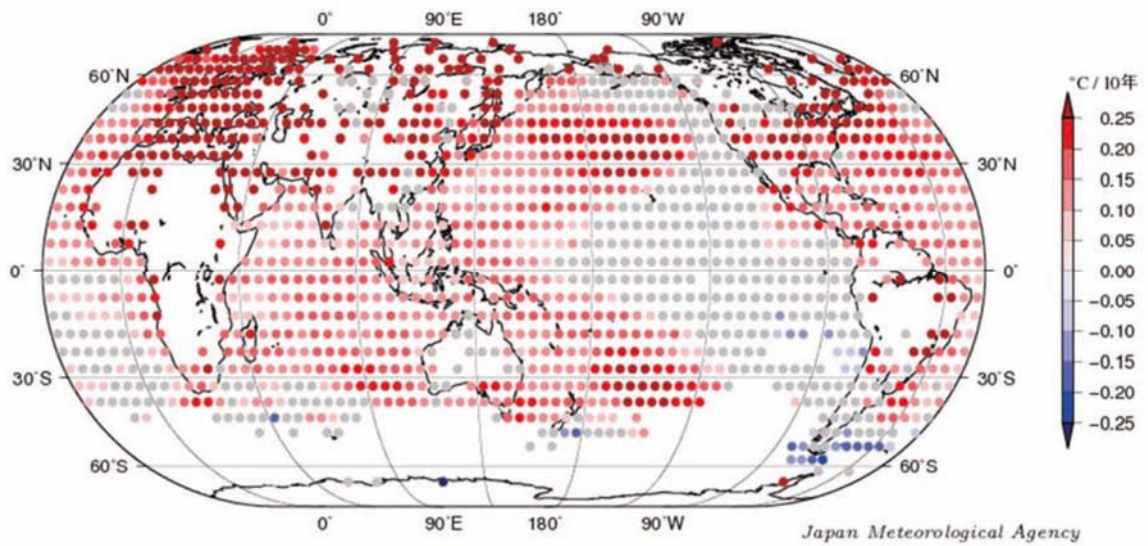 0° 90°E 180° 90°W
60°N 60°N
°C / 10年
0.25
0.20
30°N 30°N
0.15
0.10
0.05
0° 0°
0.00
−0.05
−0.10
−0.15
30°S 30°S
−0.20
−0.25
60°S 60°S
0° 90°E 180° 90°W
Japan Meteorological Agency